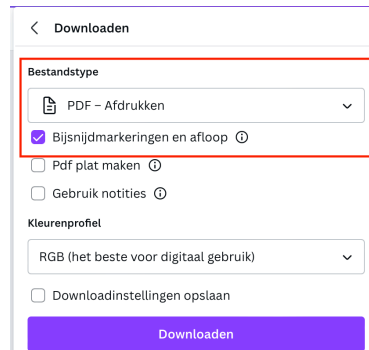 Downloaden
Bestandstype
PDF – Afdrukken
Bijsnijdmarkeringen en afloop
Pdf plat maken
Gebruik notities
Kleurenprofiel
RGB (het beste voor digitaal gebruik)
Downloadinstellingen opslaan
Downloaden